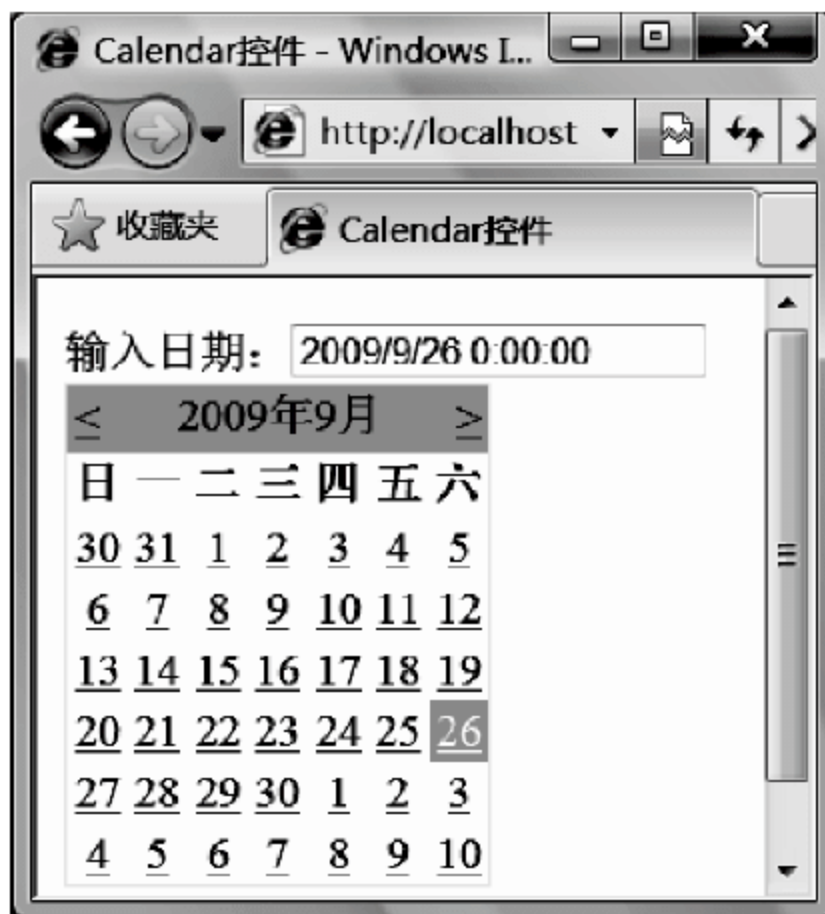 Calendar控件 - Windows I...
http://localhost
收藏夹 Calendar控件
输入日期： 2009/9/26 0:00:00
< 2009年9月 >
日 一 二 三 四 五 六
30 31 1 2 3 4 5
6 7 8 9 10 11 12
13 14 15 16 17 18 19
20 21 22 23 24 25 26
27 28 29 30 1 2 3
4 5 6 7 8 9 10